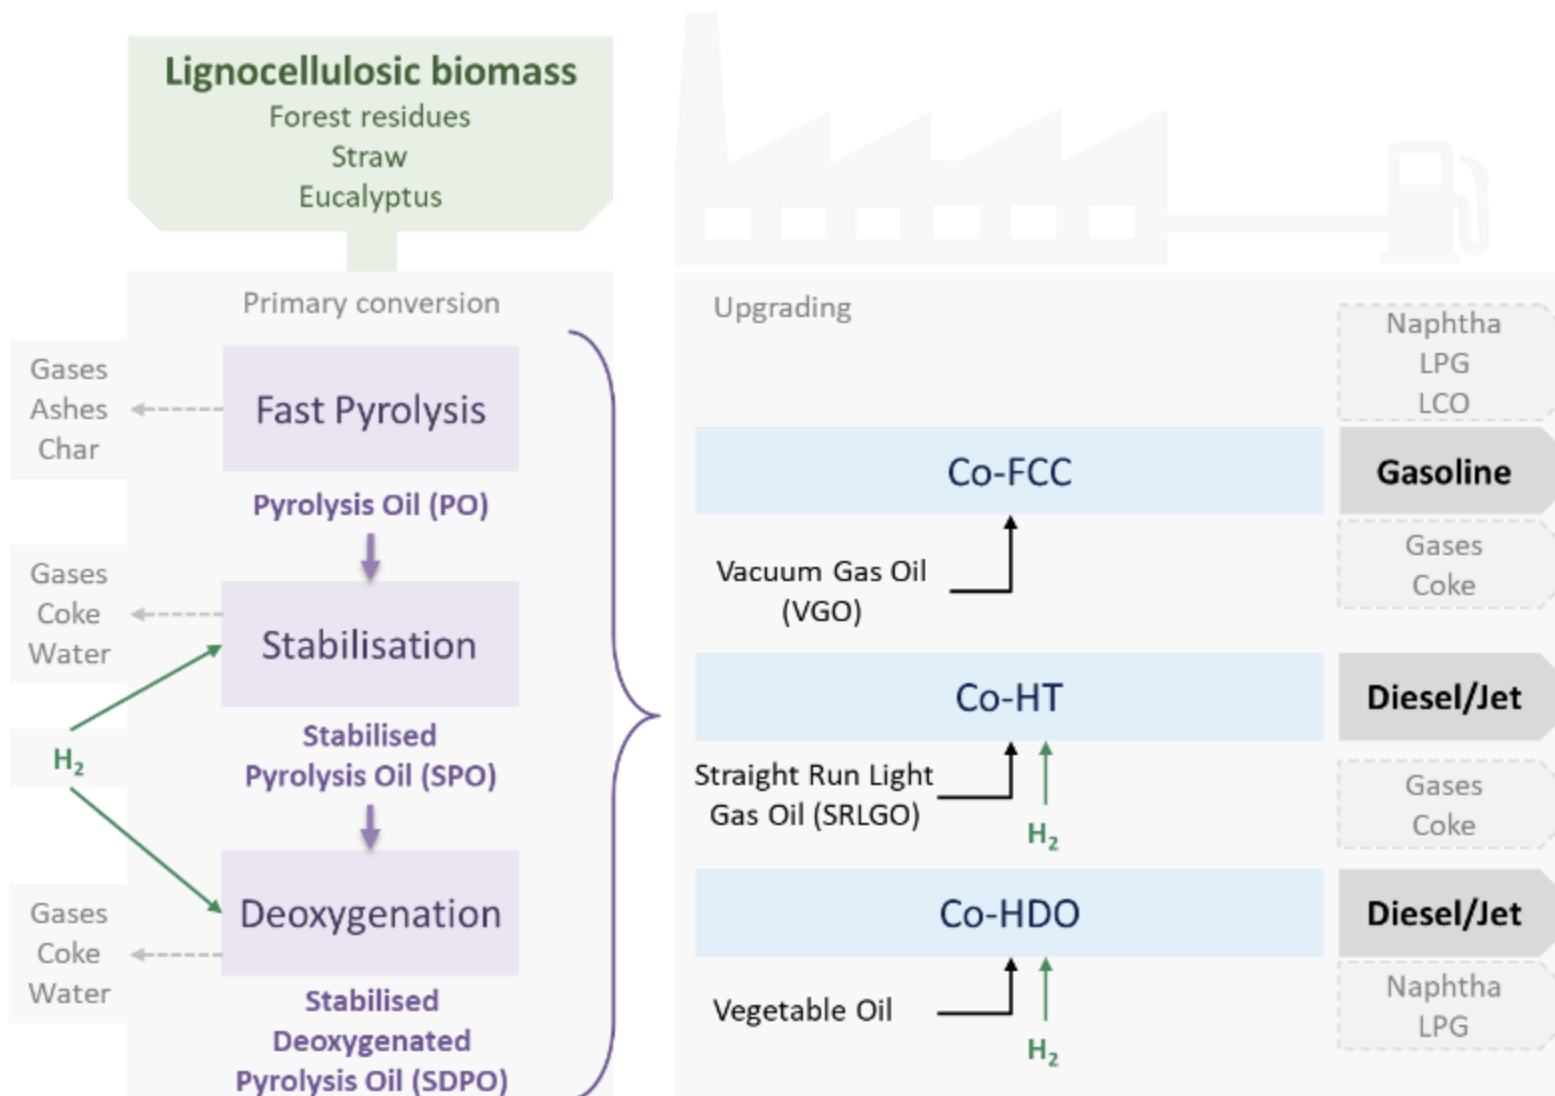 Lignocellulosic biomass
Forest residues
Straw
Eucalyptus
Primary conversion
Gases
Ashes
Char
Fast Pyrolysis
Pyrolysis Oil (PO)
Gases
Coke
Water
Stabilisation
H₂
Stabilised
Pyrolysis Oil (SPO)
Gases
Coke
Water
Deoxygenation
Stabilised
Deoxygenated
Pyrolysis Oil (SDPO)
Upgrading
Naphtha
LPG
LCO
Co-FCC
Gasoline
Vacuum Gas Oil
(VGO)
Gases
Coke
Co-HT
Diesel/Jet
Straight Run Light
Gas Oil (SRLGO)
H₂
Gases
Coke
Co-HDO
Diesel/Jet
Vegetable Oil
H₂
Naphtha
LPG